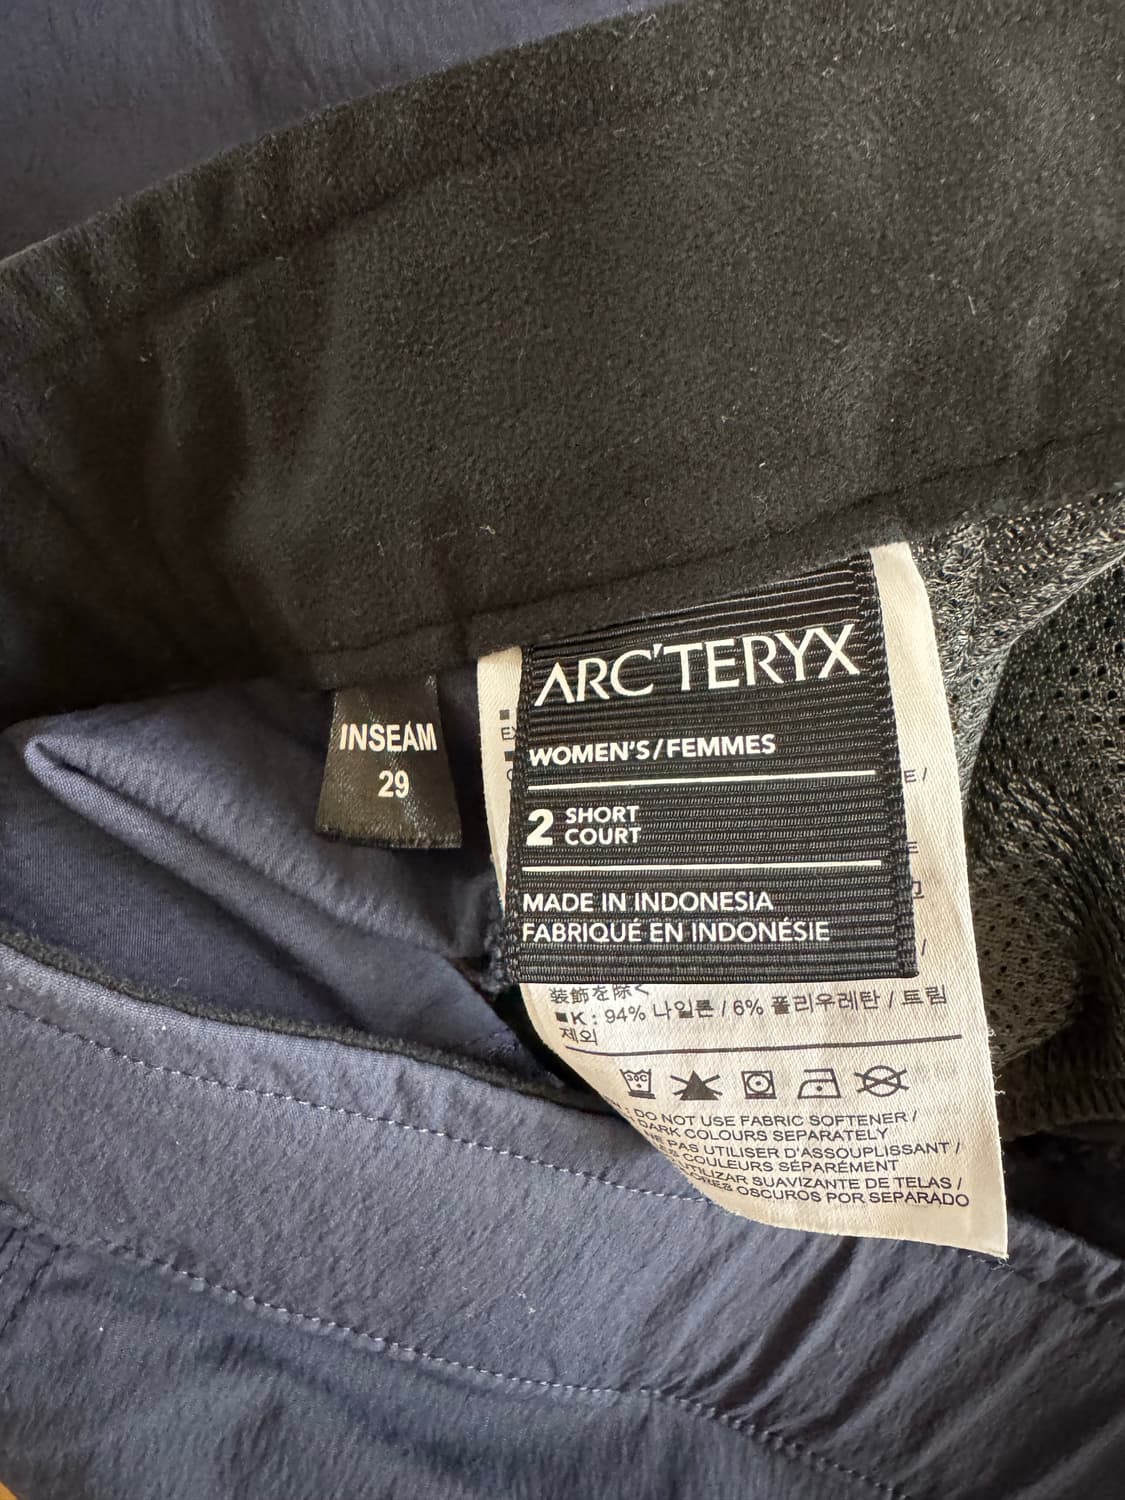 INSEAM
29
ARC'TERYX
WOMEN'S/FEMMES
2 SHORT
COURT
MADE IN INDONESIA
FABRIQUÉ EN INDONÉSIE
装飾を除く
■K : 94% 나일론 / 6% 폴리우레탄 / 트림
제외
30C
: DO NOT USE FABRIC SOFTENER /
DARK COLOURS SEPARATELY
NE PAS UTILISER D'ASSOUPLISSANT /
COULEURS SÉPARÉMENT
UTILIZAR SUAVIZANTE DE TELAS /
OSCUROS POR SEPARADO